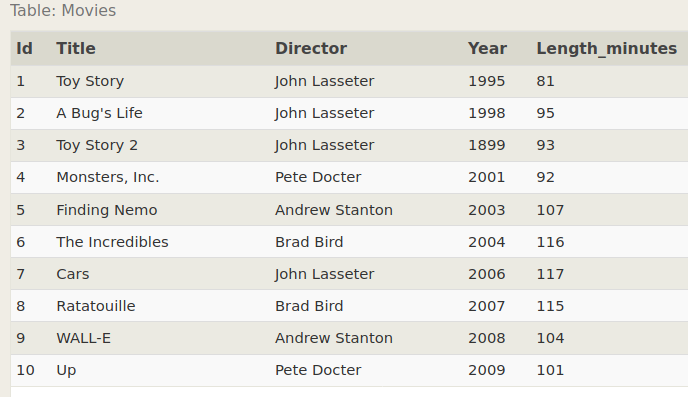 Table: Movies
Id Title Director Year Length_minutes
1 Toy Story John Lasseter 1995 81
2 A Bug's Life John Lasseter 1998 95
3 Toy Story 2 John Lasseter 1899 93
4 Monsters, Inc. Pete Docter 2001 92
5 Finding Nemo Andrew Stanton 2003 107
6 The Incredibles Brad Bird 2004 116
7 Cars John Lasseter 2006 117
8 Ratatouille Brad Bird 2007 115
9 WALL-E Andrew Stanton 2008 104
10 Up Pete Docter 2009 101